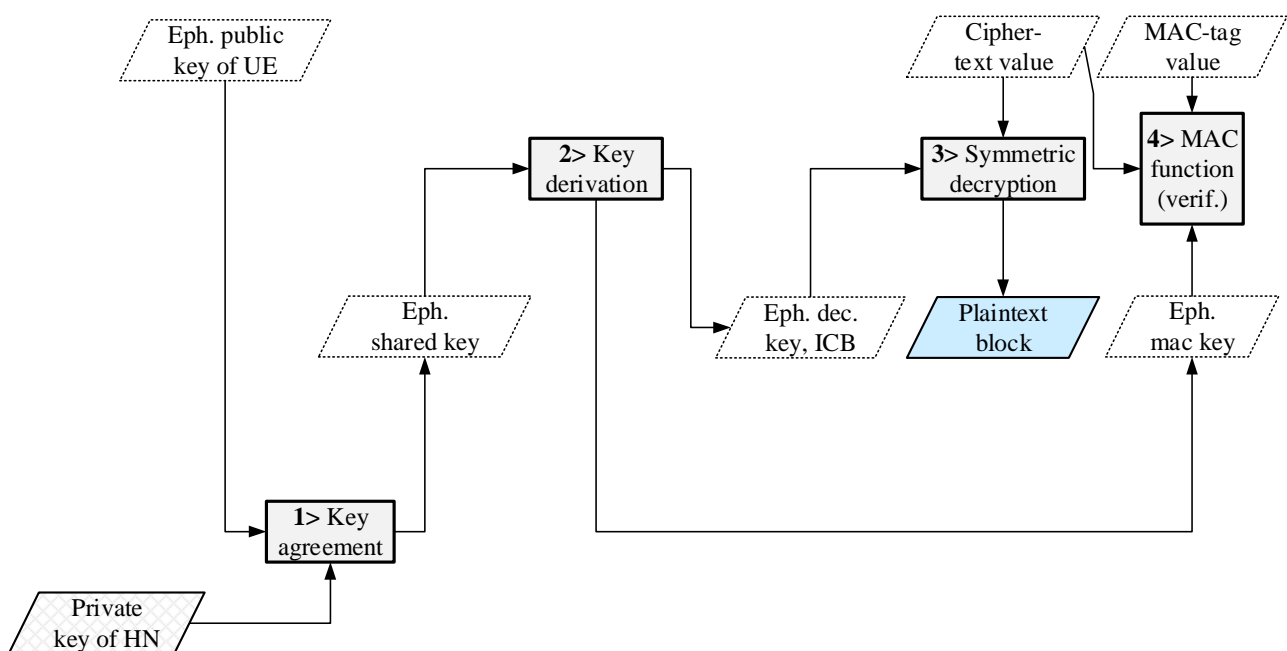 Eph. public
key of UE
Cipher-
text value
MAC-tag
value
2> Key
derivation
3> Symmetric
decryption
4> MAC
function
(verif.)
Eph.
shared key
Eph. dec.
key, ICB
Plaintext
block
Eph.
mac key
1> Key
agreement
Private
key of HN